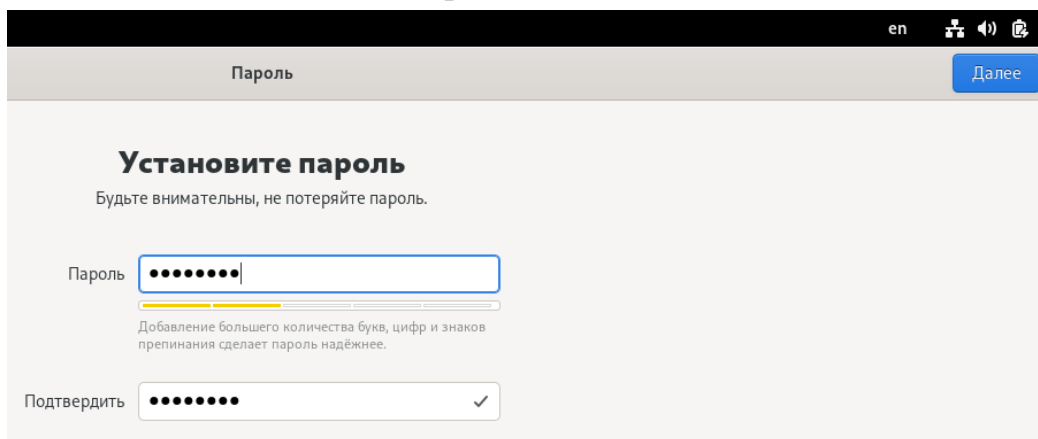 en
Пароль
Далее
Установите пароль
Будьте внимательны, не потеряйте пароль.
Пароль ●●●●●●●●
Добавление большего количества букв, цифр и знаков
препинания сделает пароль надёжнее.
Подтвердить ●●●●●●●●